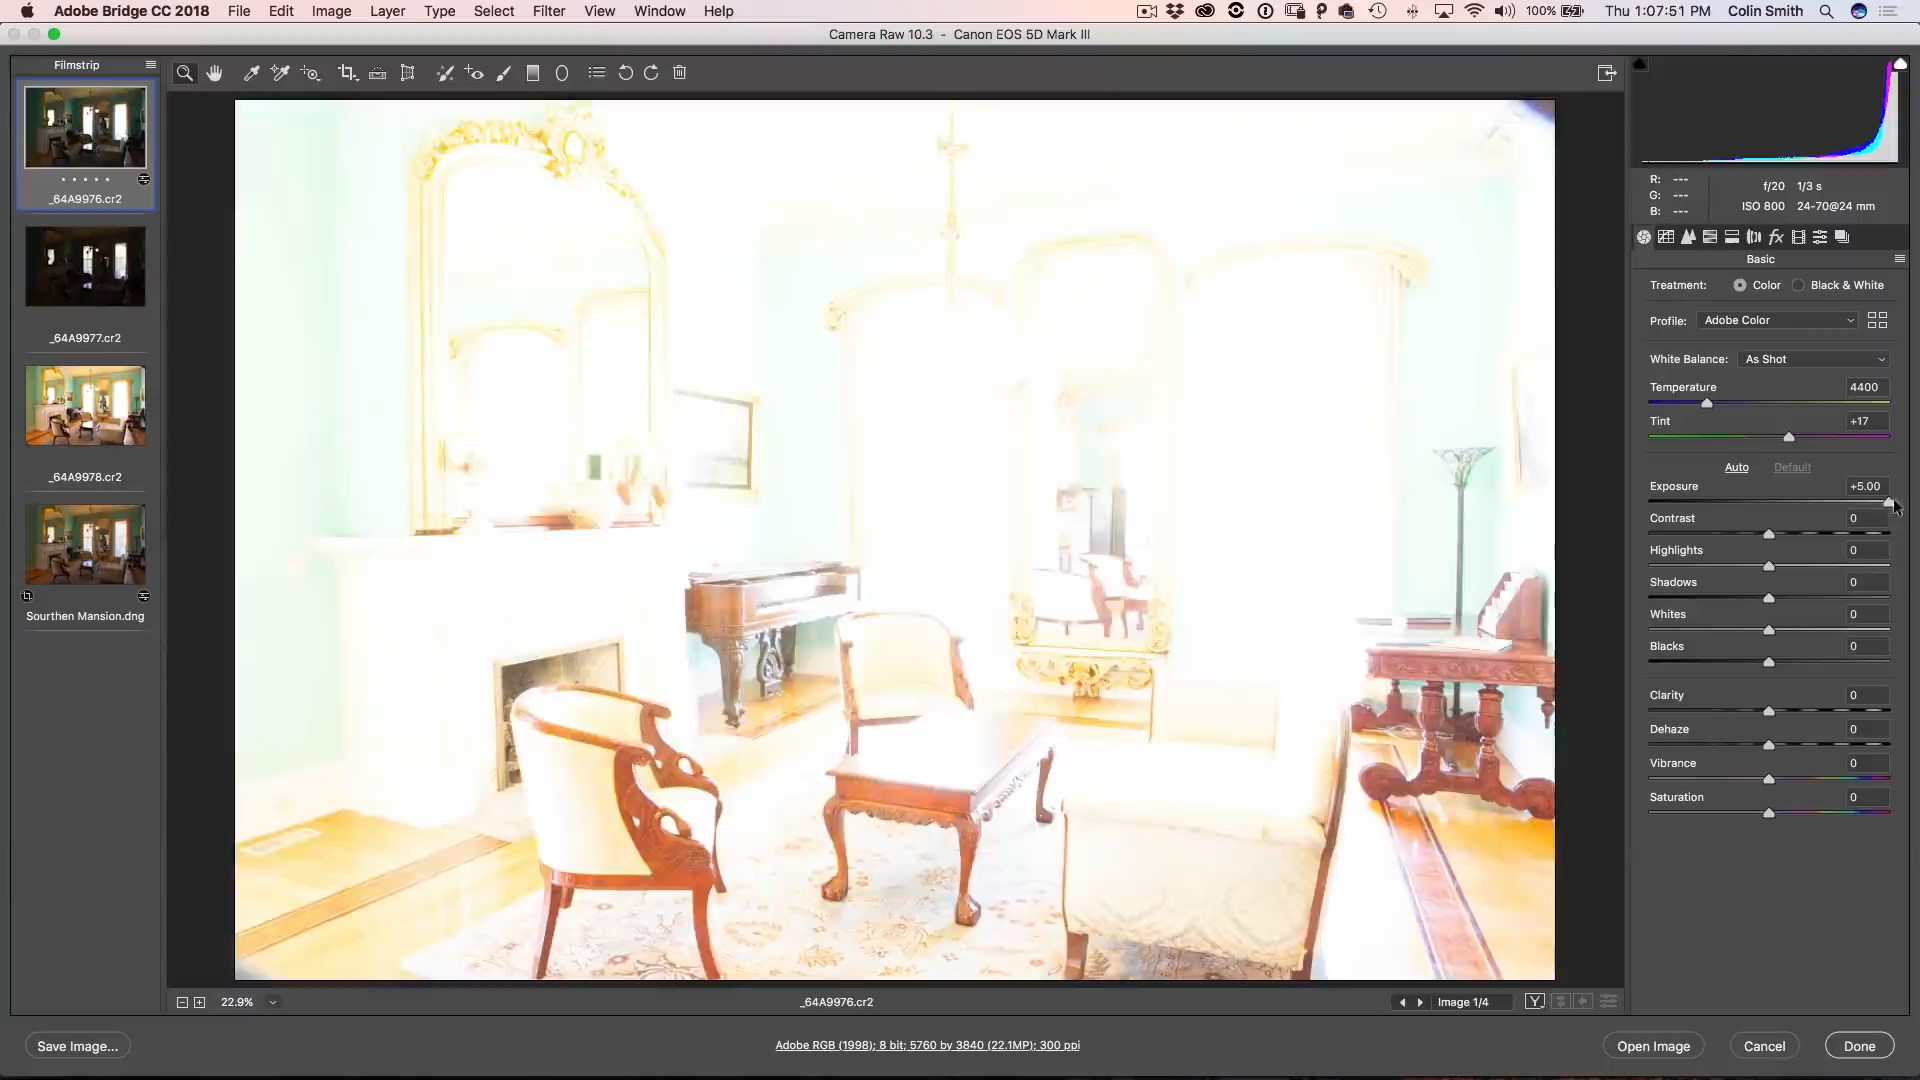 Adobe Bridge CC 2018 File Edit Image Layer Type Select Filter View Window Help 100% Thu 1:07:51 PM Colin Smith
Camera Raw 10.3 - Canon EOS 5D Mark III
Filmstrip
_64A9976.cr2
_64A9977.cr2
_64A9978.cr2
Sourthen Mansion.dng
R: ---
G: ---
B: ---
f/20 1/3 s
ISO 800 24-70@24 mm
fx
Basic
Treatment: Color Black & White
Profile: Adobe Color
White Balance: As Shot
Temperature 4400
Tint +17
Auto Default
Exposure +5.00
Contrast 0
Highlights 0
Shadows 0
Whites 0
Blacks 0
Clarity 0
Dehaze 0
Vibrance 0
Saturation 0
22.9% _64A9976.cr2 Image 1/4 Y
Save Image... Adobe RGB (1998); 8 bit; 5760 by 3840 (22.1MP); 300 ppi Open Image Cancel Done